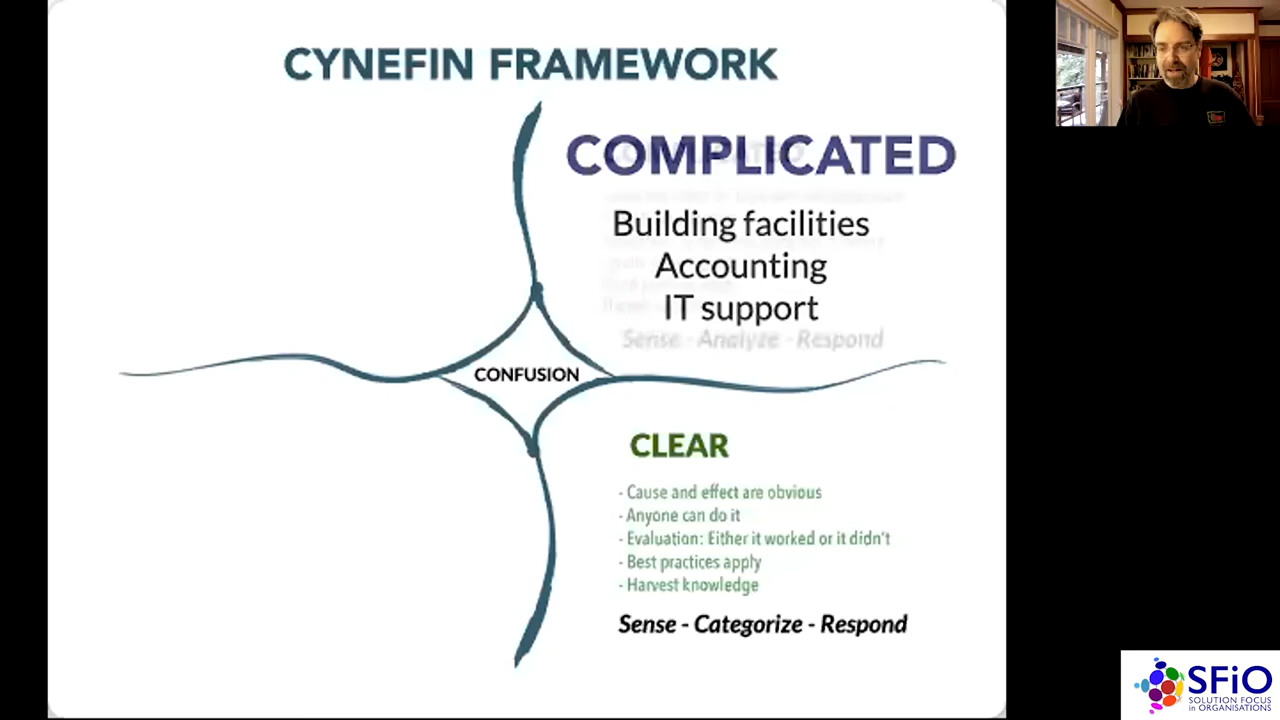 CYNEFIN FRAMEWORK
COMPLICATED
Building facilities
Accounting
IT support
Sense - Analyze - Respond
CONFUSION
CLEAR
- Cause and effect are obvious
- Anyone can do it
- Evaluation: Either it worked or it didn't
- Best practices apply
- Harvest knowledge
Sense - Categorize - Respond
SFiO
SOLUTION FOCUS
in ORGANISATIONS